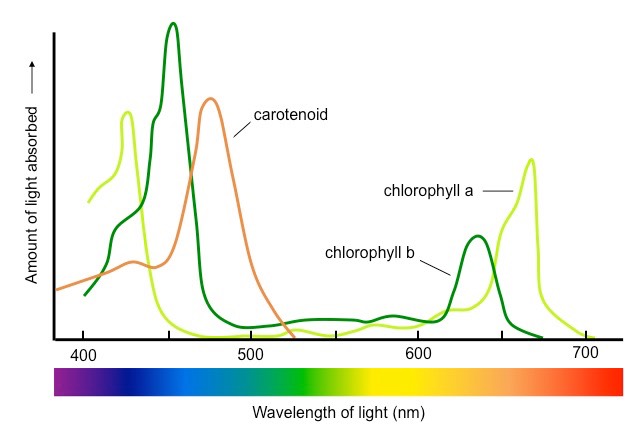 carotenoid
chlorophyll a
chlorophyll b
Amount of light absorbed
400 500 600 700
Wavelength of light (nm)